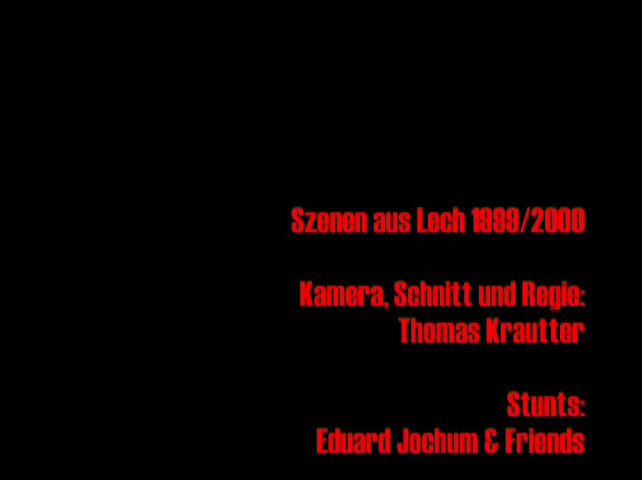 Szenen aus Lech 1999/2000
Kamera, Schnitt und Regie:
Thomas Krautter
Stunts:
Eduard Jochum & Friends